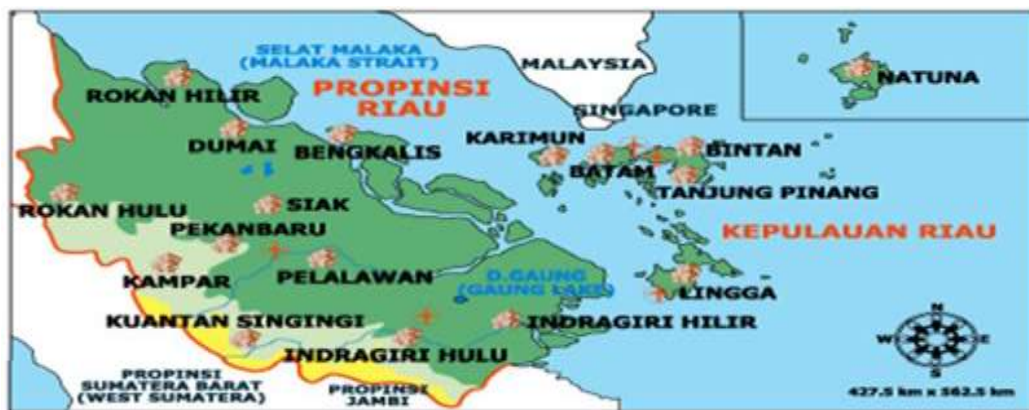 SELAT MALAKA
(MALAKA STRAIT)
MALAYSIA
NATUNA
ROKAN HILIR
PROPINSI
RIAU
SINGAPORE
DUMAI
BENGKALIS
KARIMUN
BINTAN
BATAM
TANJUNG PINANG
ROKAN HULU
SIAK
PEKANBARU
KEPULAUAN RIAU
KAMPAR
PELALAWAN
D.GAUNG
(GAUNG LAKE)
LINGGA
KUANTAN SINGINGI
INDRAGIRI HILIR
INDRAGIRI HULU
N
W
E
S
PROPINSI
SUMATERA BARAT
(WEST SUMATERA)
PROPINSI
JAMBI
427.5 km x 562.5 km